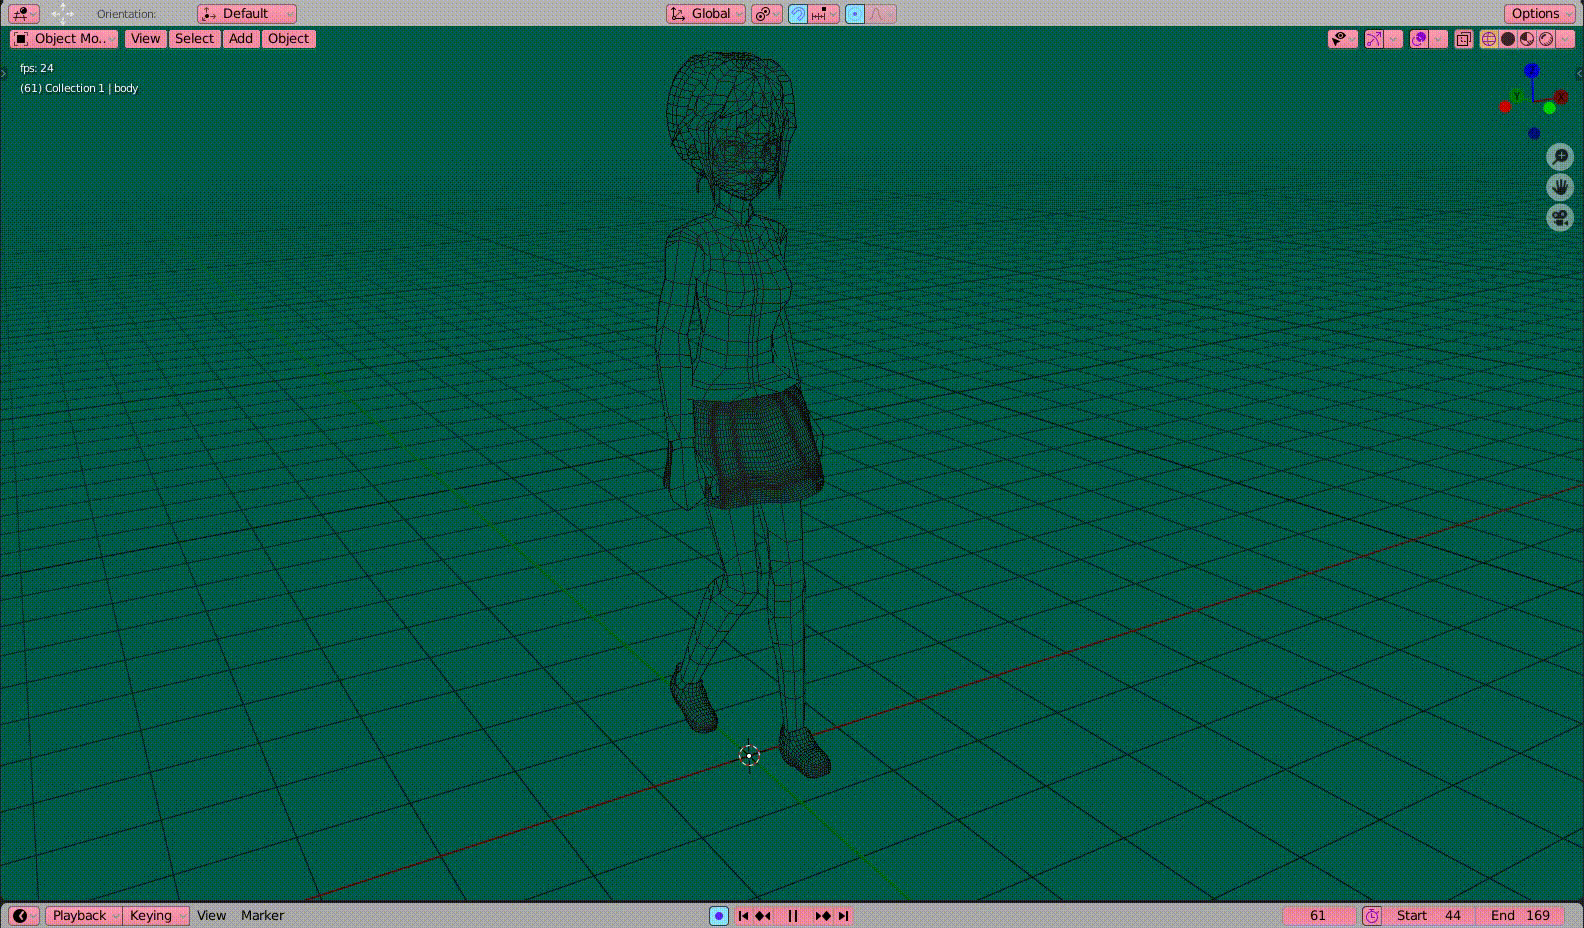 Orientation: Default Global Options
Object Mo.. View Select Add Object
fps: 24
(61) Collection 1 | body
Z
Y X
Playback Keying View Marker 61 Start 44 End 169